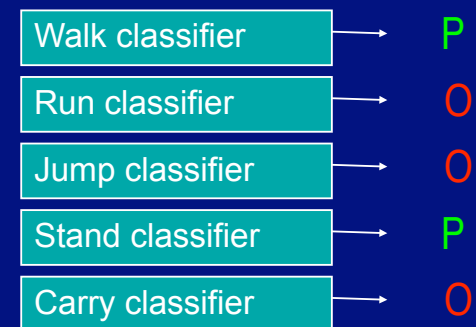 Walk classifier P
Run classifier O
Jump classifier O
Stand classifier P
Carry classifier O